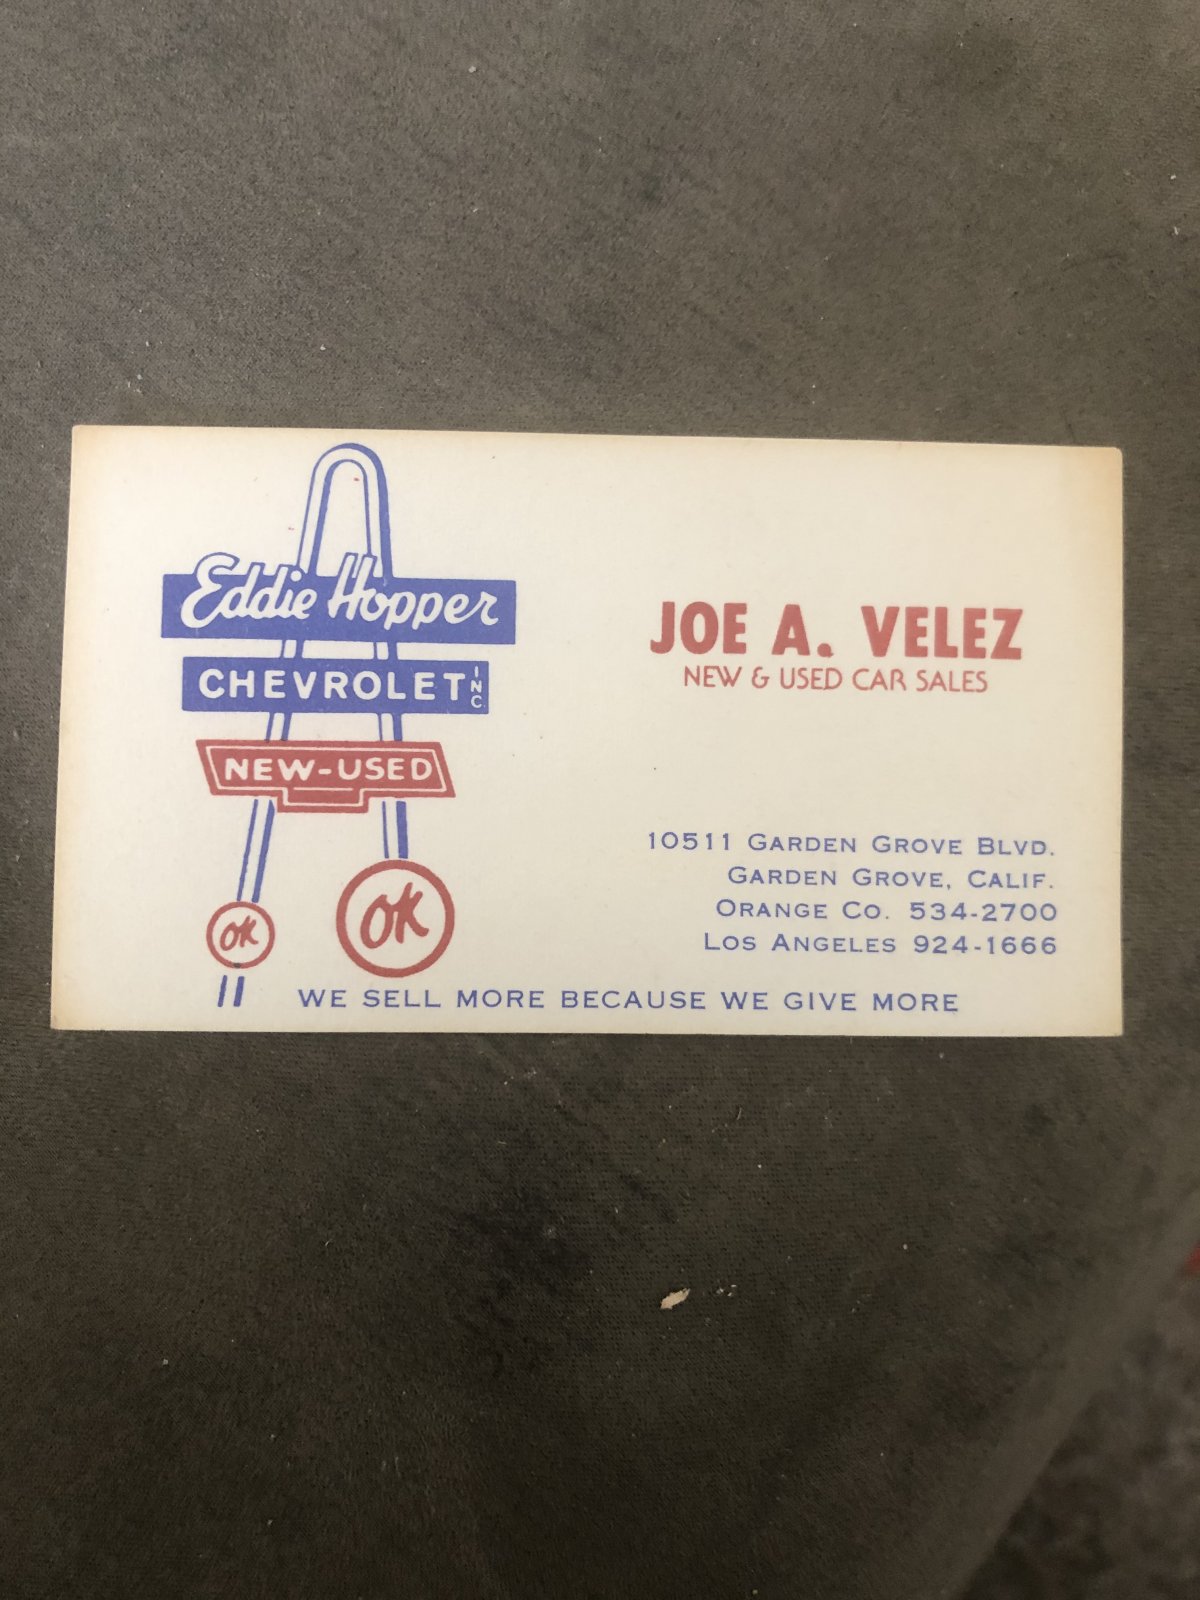 Eddie Hopper
CHEVROLET INC
NEW-USED
OK
OK
JOE A. VELEZ
NEW & USED CAR SALES
10511 GARDEN GROVE BLVD.
GARDEN GROVE, CALIF.
ORANGE CO. 534-2700
LOS ANGELES 924-1666
WE SELL MORE BECAUSE WE GIVE MORE